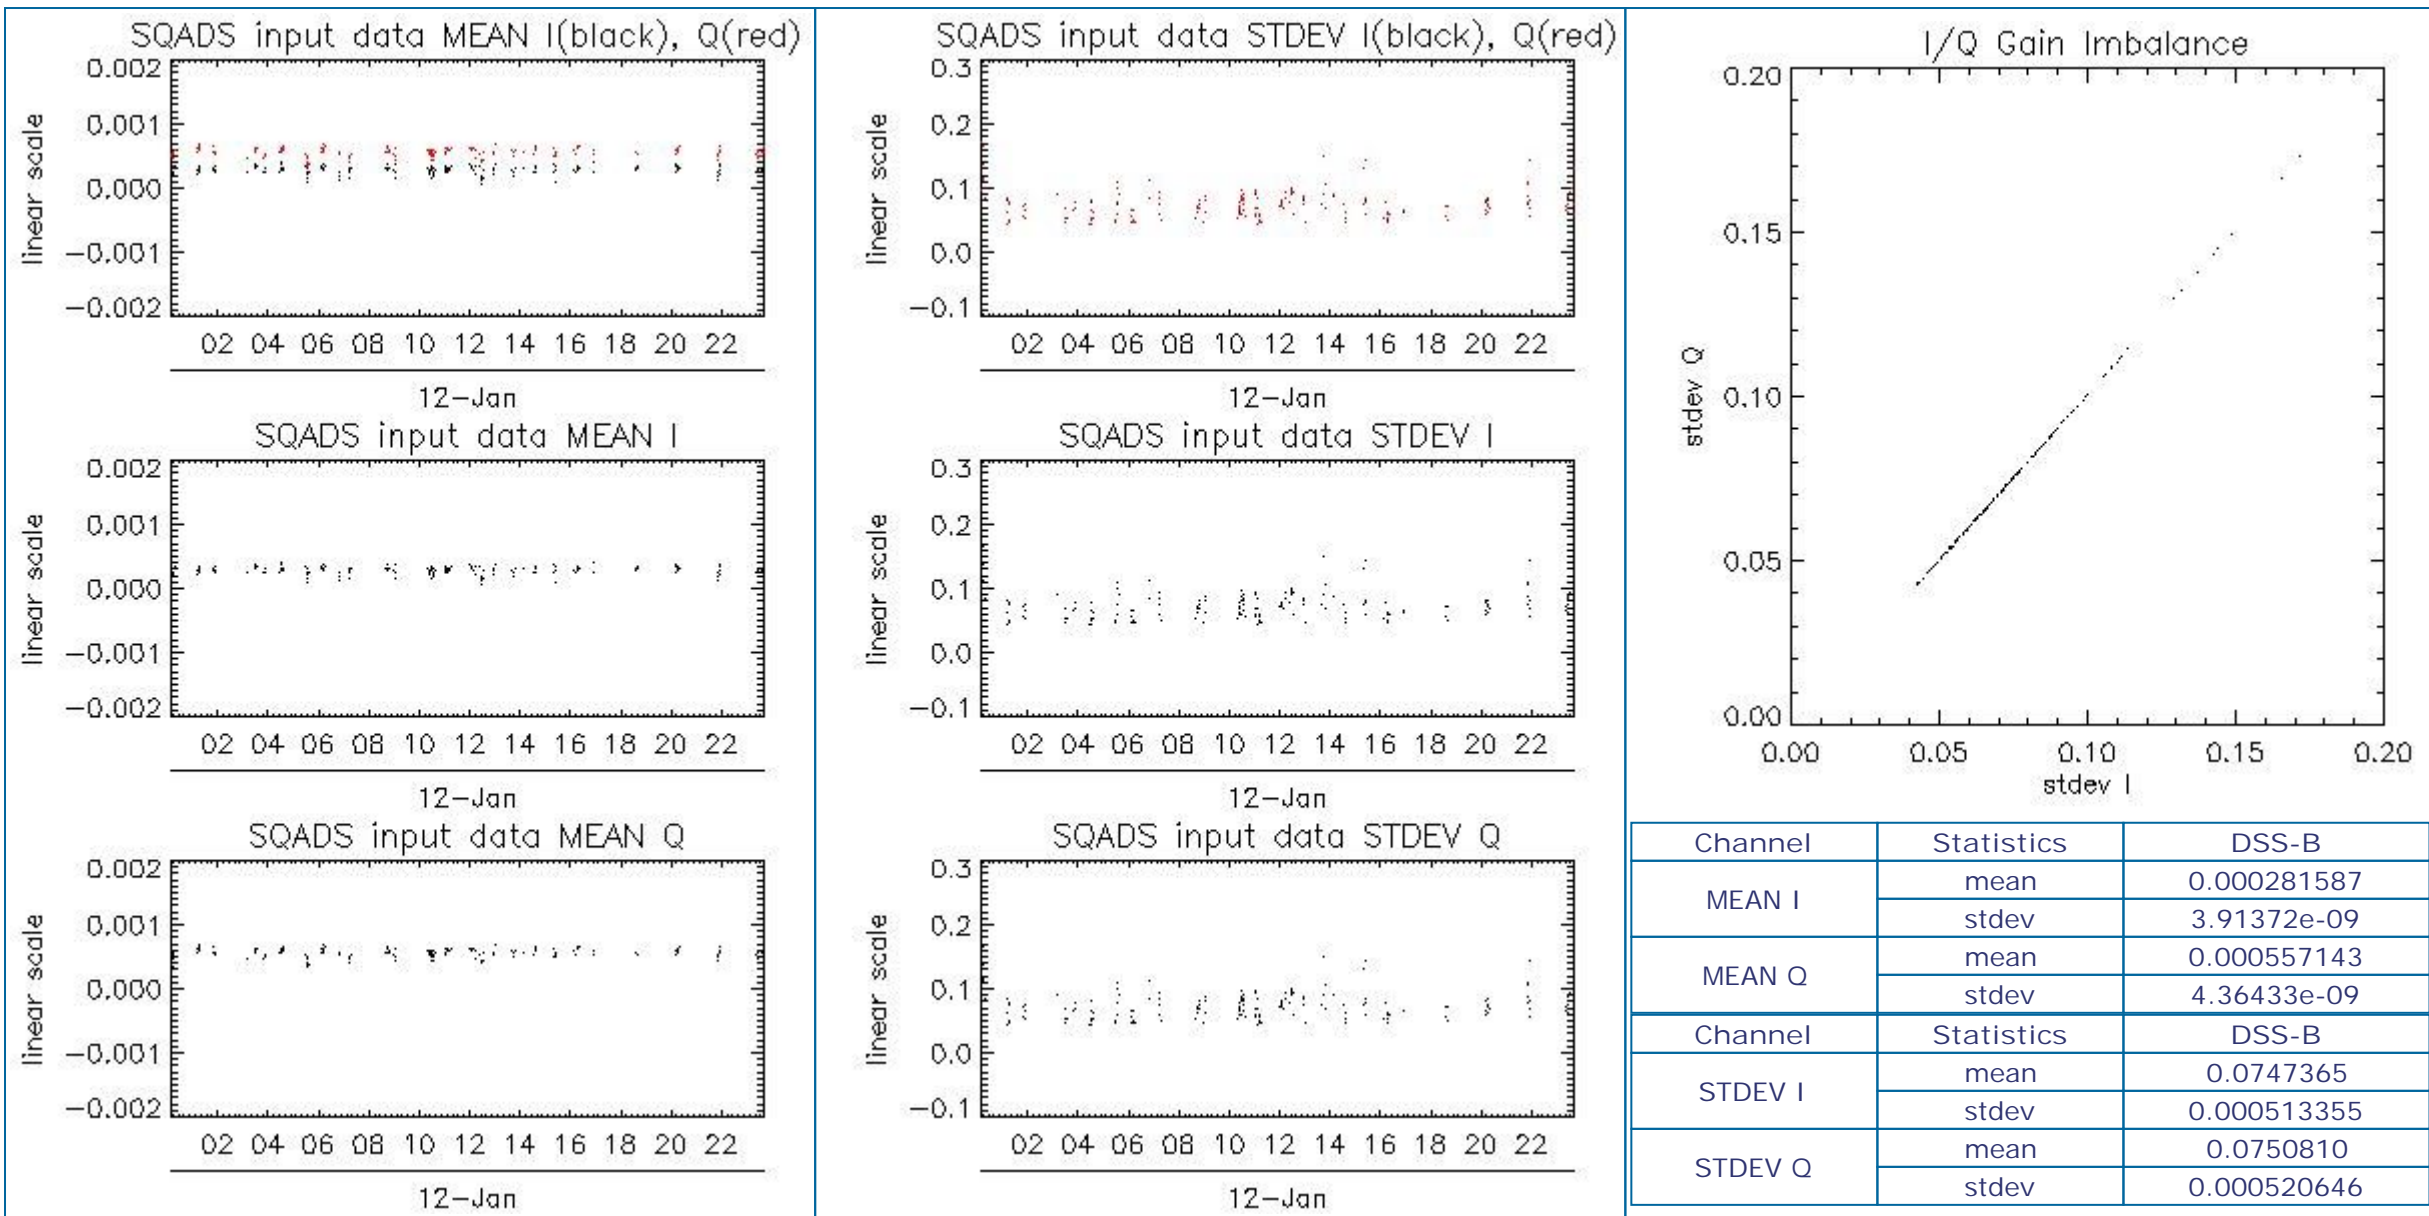 SQADS input data MEAN I(black), Q(red)
linear scale
0.002
0.001
0.000
−0.001
−0.002
02 04 06 08 10 12 14 16 18 20 22
12−Jan
SQADS input data MEAN I
linear scale
0.002
0.001
0.000
−0.001
−0.002
02 04 06 08 10 12 14 16 18 20 22
12−Jan
SQADS input data MEAN Q
linear scale
0.002
0.001
0.000
−0.001
−0.002
02 04 06 08 10 12 14 16 18 20 22
12−Jan
SQADS input data STDEV I(black), Q(red)
linear scale
0.3
0.2
0.1
0.0
−0.1
02 04 06 08 10 12 14 16 18 20 22
12−Jan
SQADS input data STDEV I
linear scale
0.3
0.2
0.1
0.0
−0.1
02 04 06 08 10 12 14 16 18 20 22
12−Jan
SQADS input data STDEV Q
linear scale
0.3
0.2
0.1
0.0
−0.1
02 04 06 08 10 12 14 16 18 20 22
12−Jan
I/Q Gain Imbalance
stdev Q
0.20
0.15
0.10
0.05
0.00
0.00 0.05 0.10 0.15 0.20
stdev I
Channel Statistics DSS-B
MEAN I mean 0.000281587
stdev 3.91372e-09
MEAN Q mean 0.000557143
stdev 4.36433e-09
Channel Statistics DSS-B
STDEV I mean 0.0747365
stdev 0.000513355
STDEV Q mean 0.0750810
stdev 0.000520646